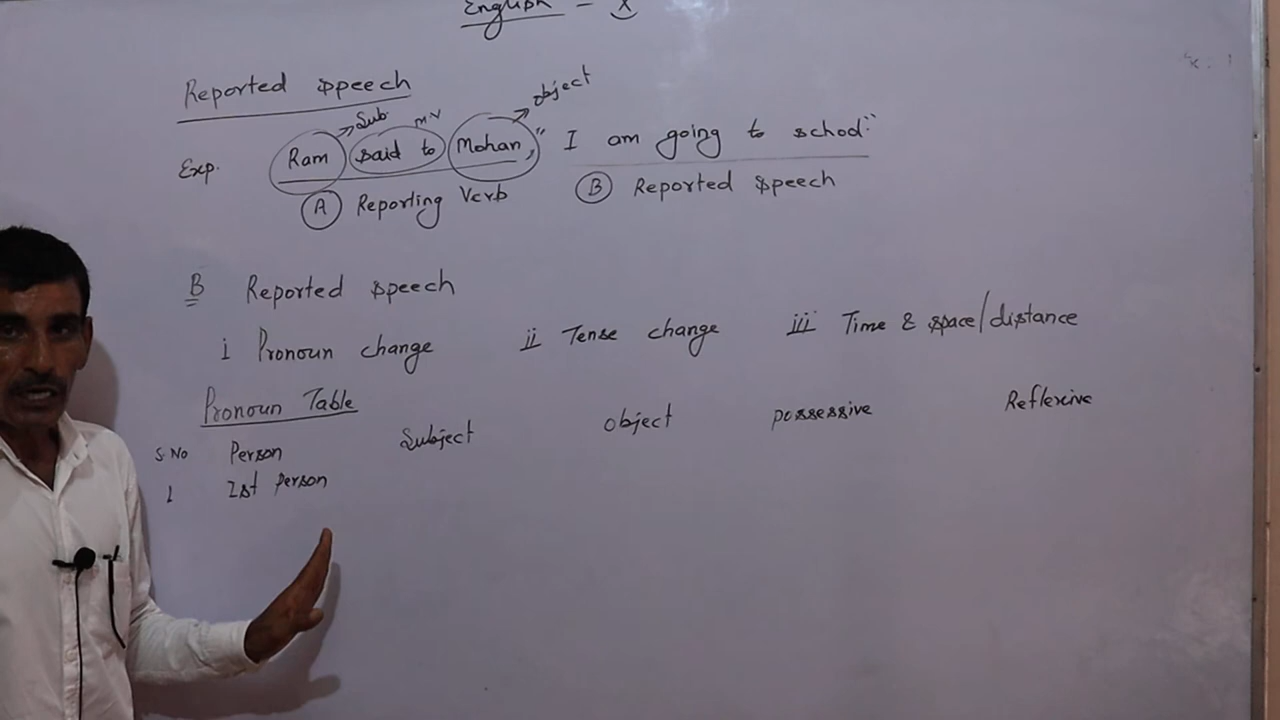 English - X
Reported speech
Sub. M.V object
Exp. Ram said to Mohan, "I am going to school."
A Reporting Verb B Reported speech
B Reported speech
i Pronoun change ii Tense change iii Time & space/distance
Pronoun Table
S.No Person Subject object possessive Reflexive
1 1st person